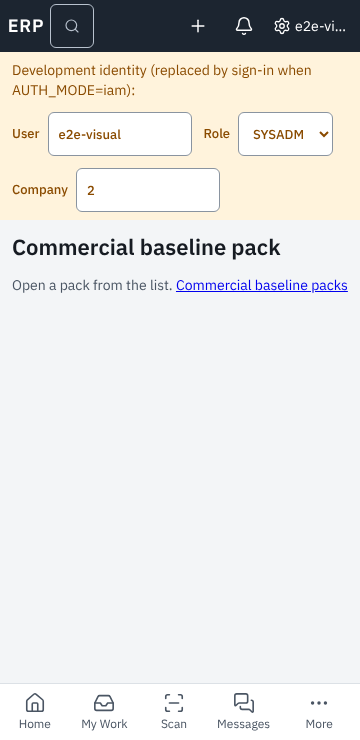 ERP
e2e-vi...
Development identity (replaced by sign-in when
AUTH_MODE=iam):
User e2e-visual Role SYSADM
Company 2
Commercial baseline pack
Open a pack from the list. Commercial baseline packs
Home My Work Scan Messages More